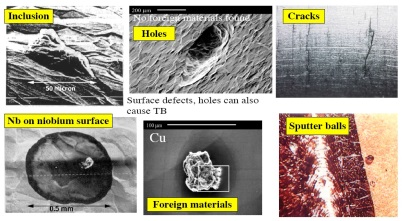 Inclusion
50 micron
200 µm
No foreign materials found
Holes
Cracks
Surface defects, holes can also
cause TB
Nb on niobium surface
0.5 mm
10 µm
Cu
Foreign materials
Sputter balls